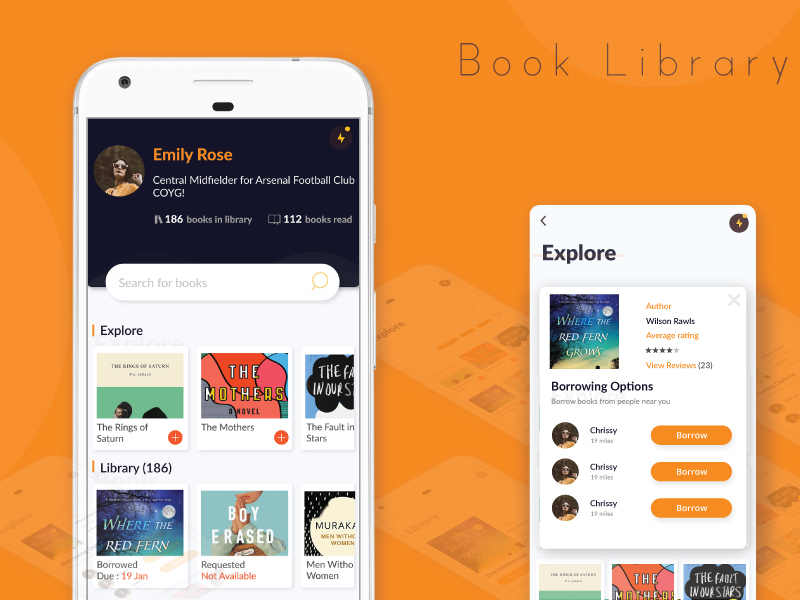 Book Library
Emily Rose
Central Midfielder for Arsenal Football Club
COYG!
186 books in library
112 books read
Search for books
Explore
THE RINGS OF SATURN
THE
MOTHERS
A NOVEL
THE FAULT
IN OUR
STARS
The Rings of
Saturn
The Mothers
The Fault in
Stars
Library (186)
WHERE THE
RED FERN
BOY
ERASED
MURAKA
MEN WITHO
WOMEN
Borrowed
Due : 19 Jan
Requested
Not Available
Men Witho
Women
Explore
WHERE THE
RED FERN
GROWS
Author
Wilson Rawls
Average rating
View Reviews (23)
Borrowing Options
Borrow books from people near you
Chrissy
19 miles
Borrow
Chrissy
19 miles
Borrow
Chrissy
19 miles
Borrow
THE RINGS OF SATURN
THE
MOTHERS
THE FAULT
IN OUR STARS